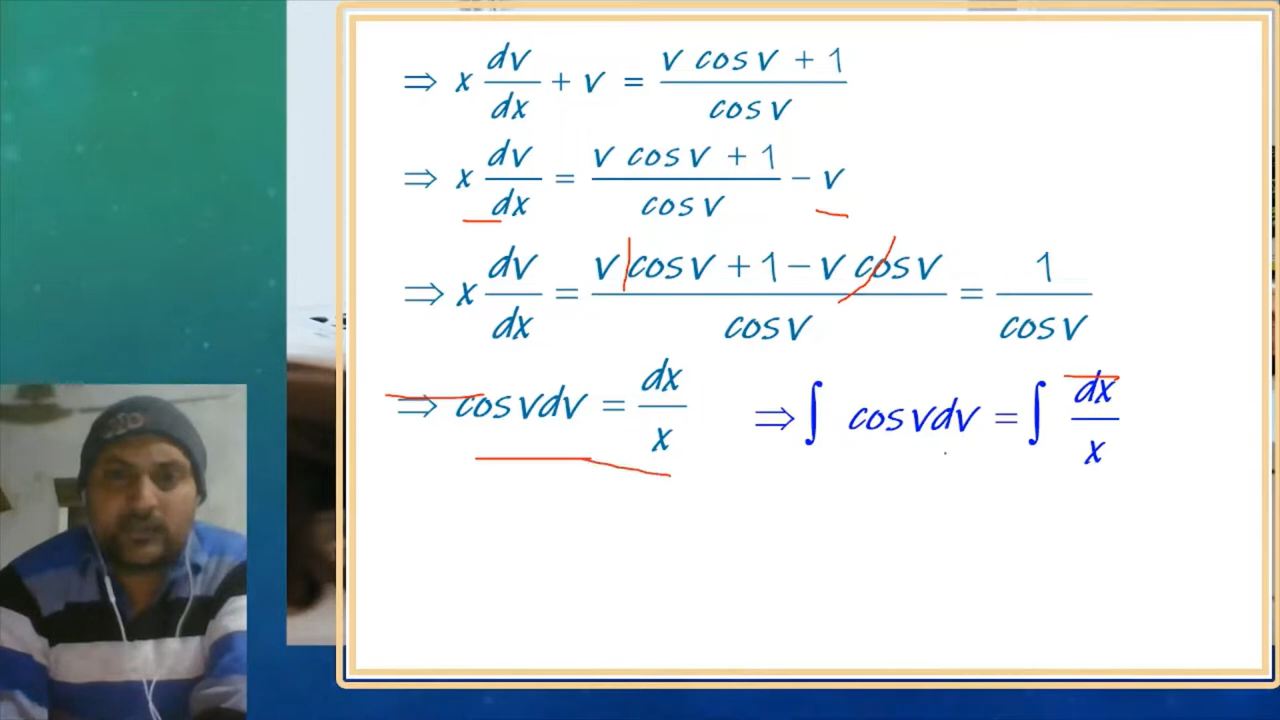 ⇒ x dv/dx + v = (v cos v + 1)/cos v
⇒ x dv/dx = (v cos v + 1)/cos v − v
⇒ x dv/dx = (v cos v + 1 − v cos v)/cos v = 1/cos v
⇒ cos v dv = dx/x ⇒ ∫ cos v dv = ∫ dx/x